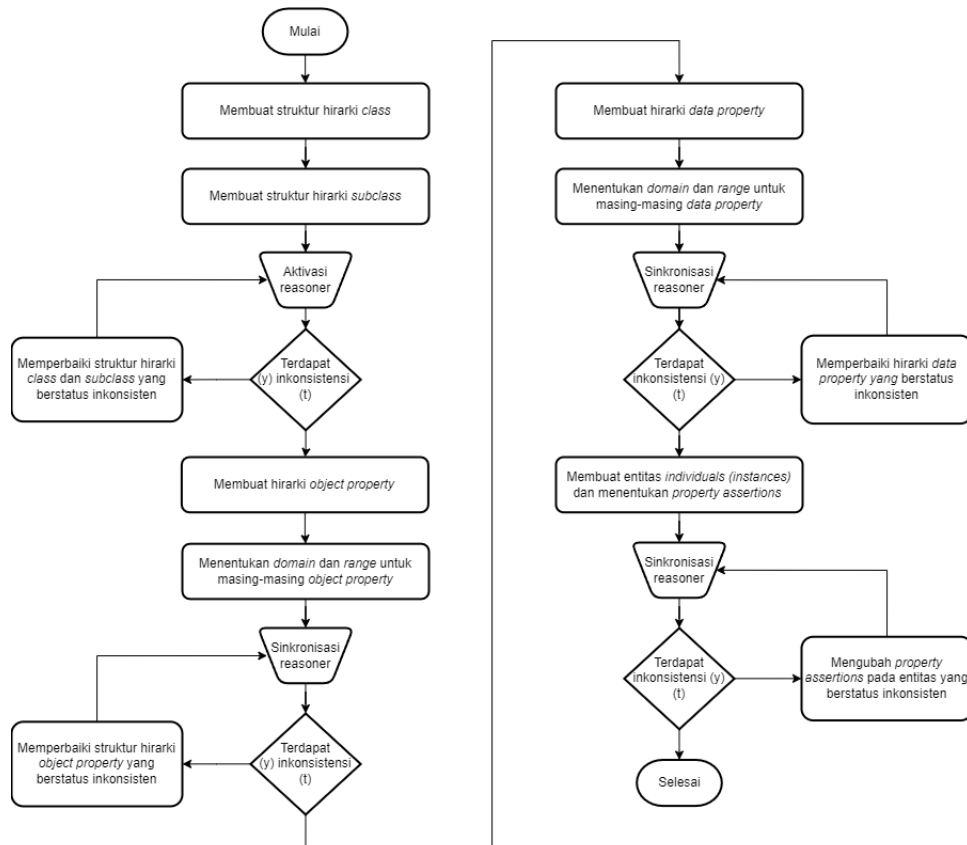 Mulai
Membuat struktur hirarki class
Membuat struktur hirarki subclass
Aktivasi
reasoner
Terdapat
(y) inkonsistensi
(t)
Memperbaiki struktur hirarki
class dan subclass yang
berstatus inkonsisten
Membuat hirarki object property
Menentukan domain dan range untuk
masing-masing object property
Sinkronisasi
reasoner
Terdapat
(y) inkonsistensi
(t)
Memperbaiki struktur hirarki
object property yang
berstatus inkonsisten
Membuat hirarki data property
Menentukan domain dan range untuk
masing-masing data property
Sinkronisasi
reasoner
Terdapat
inkonsistensi (y)
(t)
Memperbaiki hirarki data
property yang berstatus
inkonsisten
Membuat entitas individuals (instances)
dan menentukan property assertions
Sinkronisasi
reasoner
Terdapat
inkonsistensi (y)
(t)
Mengubah property
assertions pada entitas yang
berstatus inkonsisten
Selesai